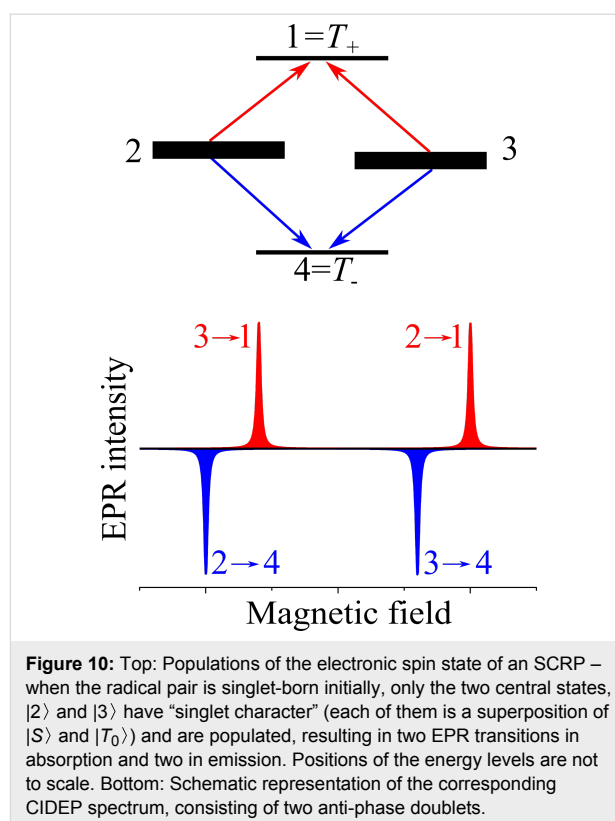 1=T₊
2
3
4=T₋
3→1
2→1
EPR intensity
2→4
3→4
Magnetic field
Figure 10: Top: Populations of the electronic spin state of an SCRP –
when the radical pair is singlet-born initially, only the two central states,
|2⟩ and |3⟩ have “singlet character” (each of them is a superposition of
|S⟩ and |T₀⟩) and are populated, resulting in two EPR transitions in
absorption and two in emission. Positions of the energy levels are not
to scale. Bottom: Schematic representation of the corresponding
CIDEP spectrum, consisting of two anti-phase doublets.